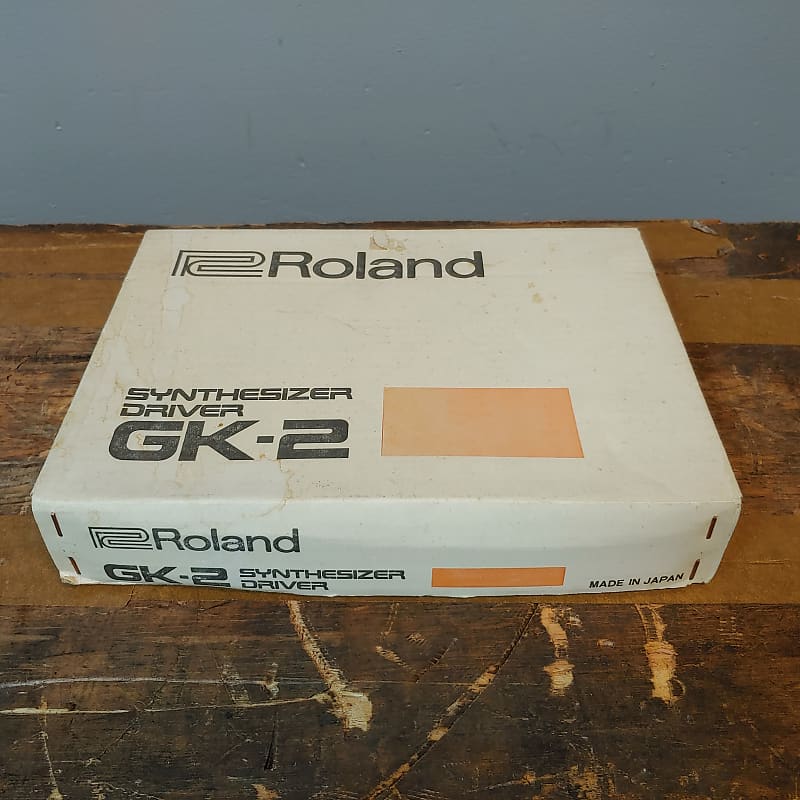 Roland
SYNTHESIZER
DRIVER
GK-2
Roland
GK-2 SYNTHESIZER
DRIVER
MADE IN JAPAN